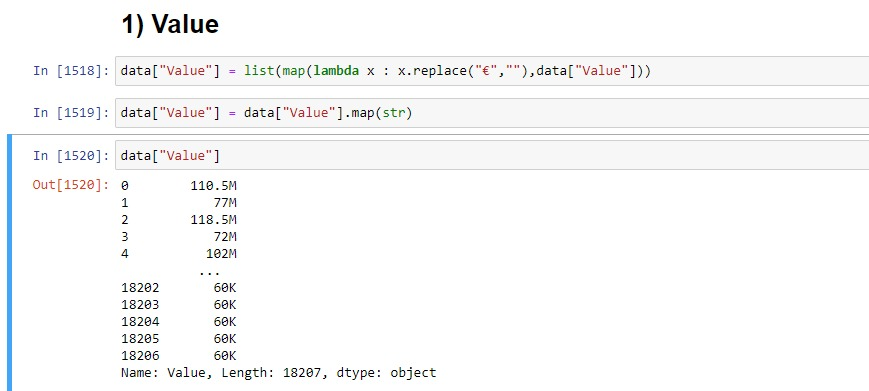 1) Value
In [1518]: data["Value"] = list(map(lambda x : x.replace("€",""),data["Value"]))
In [1519]: data["Value"] = data["Value"].map(str)
In [1520]: data["Value"]
Out[1520]: 0 110.5M
1 77M
2 118.5M
3 72M
4 102M
...
18202 60K
18203 60K
18204 60K
18205 60K
18206 60K
Name: Value, Length: 18207, dtype: object